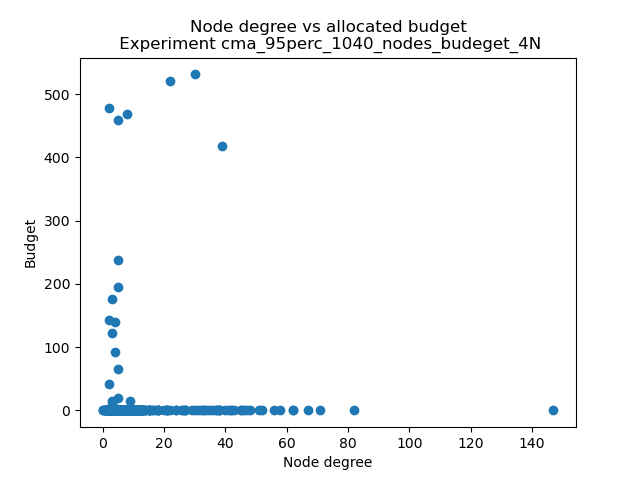 Node degree vs allocated budget
Experiment cma_95perc_1040_nodes_budeget_4N
500
400
300
200
100
0
Budget
0 20 40 60 80 100 120 140
Node degree